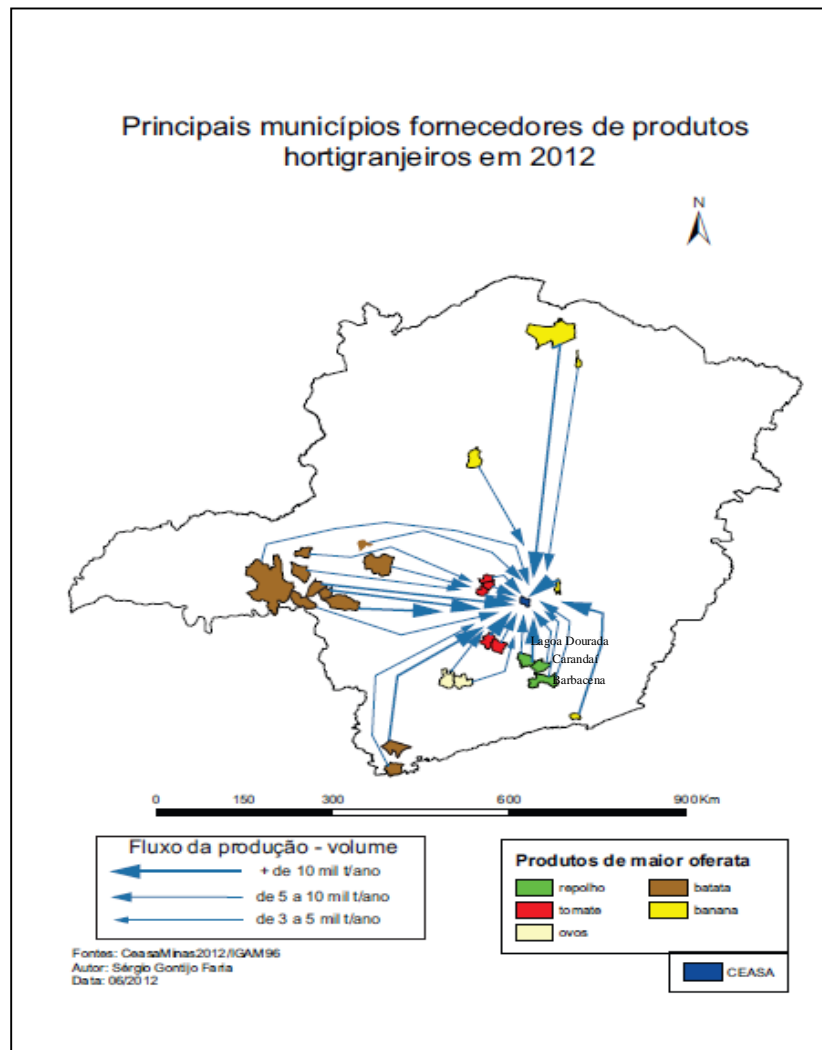 Principais municípios fornecedores de produtos
hortigranjeiros em 2012
N
Lagoa Dourada
Carandaí
Barbacena
0 150 300 600 900 Km
Fluxo da produção - volume
+ de 10 mil t/ano
de 5 a 10 mil t/ano
de 3 a 5 mil t/ano
Produtos de maior oferata
repolho batata
tomate banana
ovos
CEASA
Fontes: CeasaMinas2012/IGAM96
Autor: Sérgio Gontijo Faria
Data: 06/2012